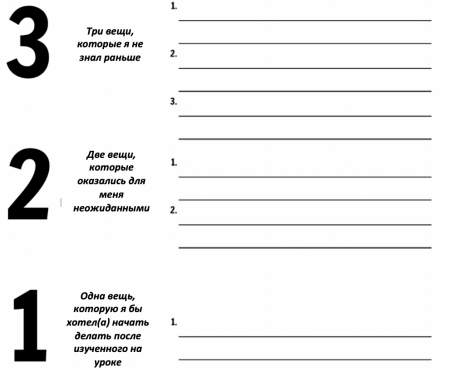 3
Три вещи,
которые я не
знал раньше
1.
2.
3.
2
Две вещи,
которые
оказались для
меня
неожиданными
1.
2.
1
Одна вещь,
которую я бы
хотел(а) начать
делать после
изученного на
уроке
1.